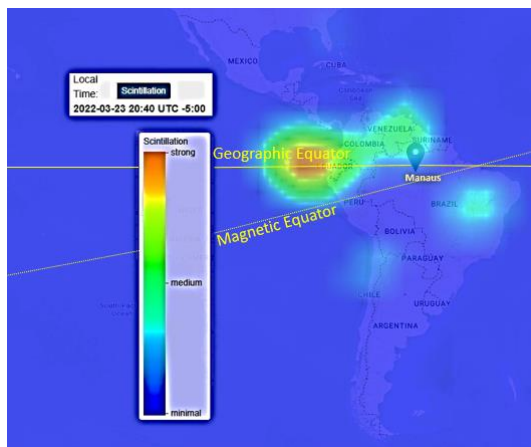 MEXICO
CUBA
Local
Time:
Scintillation
2022-03-23 20:40 UTC -5:00
Scintillation
strong
medium
minimal
Geographic Equator
VENEZUELA
SURINAME
COLOMBIA
ECUADOR
Manaus
PERU
BRAZIL
Magnetic Equator
BOLIVIA
PARAGUAY
CHILE
URUGUAY
ARGENTINA